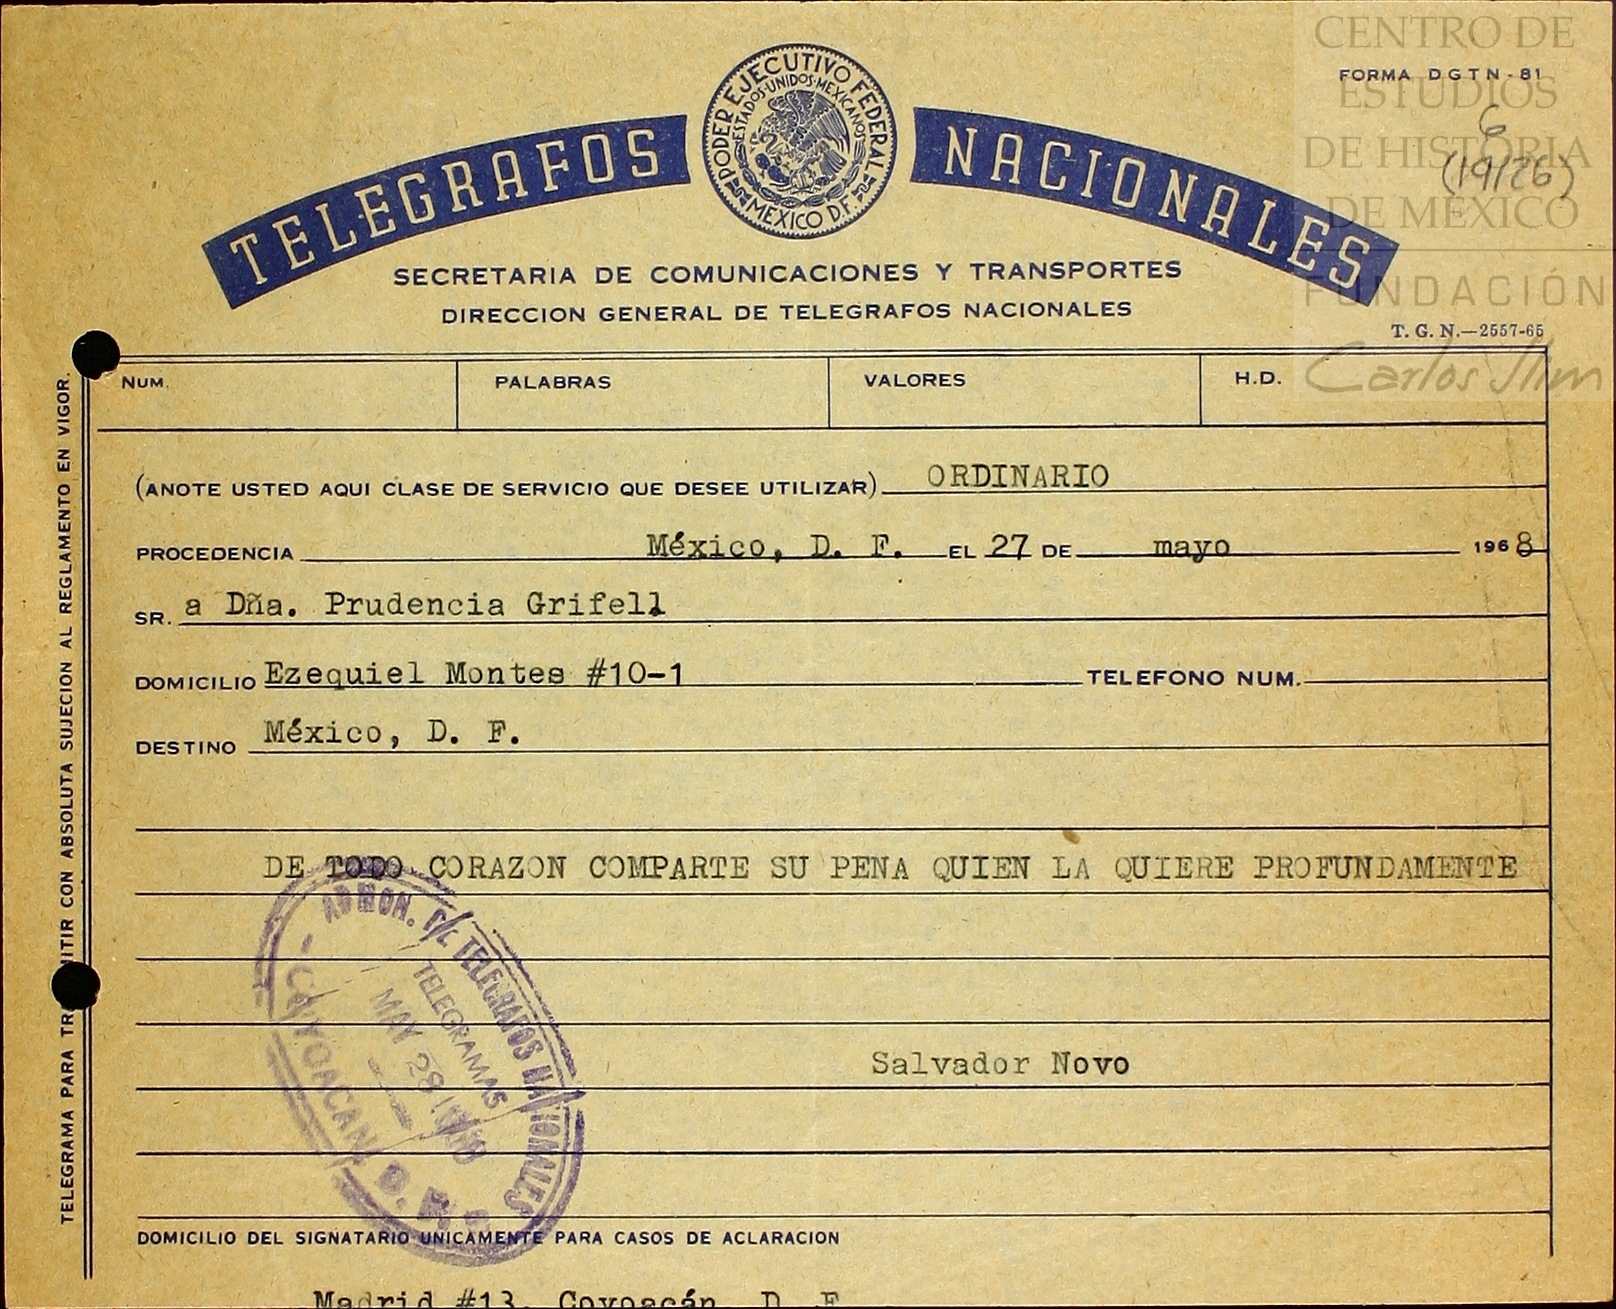 CENTRO DE
ESTUDIOS
DE HISTORIA
DE MÉXICO
FUNDACIÓN
Carlos Slim
FORMA DGTN-81
6
(19/26)
TELEGRAFOS NACIONALES
PODER EJECUTIVO FEDERAL
ESTADOS·UNIDOS·MEXICANOS
MEXICO D.F.
SECRETARIA DE COMUNICACIONES Y TRANSPORTES
DIRECCION GENERAL DE TELEGRAFOS NACIONALES
T. G. N.—2557-65
NUM. PALABRAS VALORES H.D.
(ANOTE USTED AQUI CLASE DE SERVICIO QUE DESEE UTILIZAR) ORDINARIO
PROCEDENCIA México, D. F. EL 27 DE mayo 1968
SR. a Dña. Prudencia Grifell
DOMICILIO Ezequiel Montes #10-1 TELEFONO NUM.
DESTINO México, D. F.
DE TODO CORAZON COMPARTE SU PENA QUIEN LA QUIERE PROFUNDAMENTE
Salvador Novo
ADMON. TELEGRAFOS NACIONALES
TELEGRAMAS
MAY 28
COYOACAN, D.
DOMICILIO DEL SIGNATARIO UNICAMENTE PARA CASOS DE ACLARACION
Madrid #13, Coyoacán, D. F.
TELEGRAMA PARA TR MITIR CON ABSOLUTA SUJECION AL REGLAMENTO EN VIGOR.